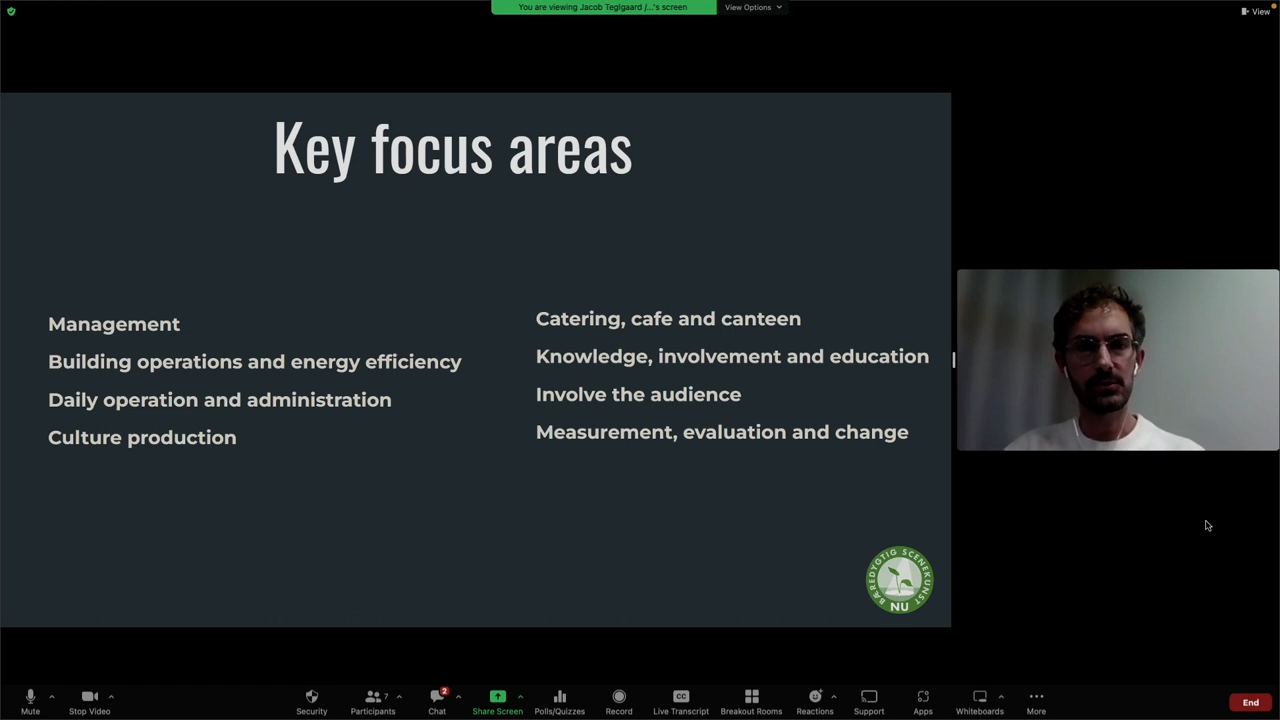 You are viewing Jacob Teglgaard /...'s screen
View Options
View
Key focus areas
Management
Building operations and energy efficiency
Daily operation and administration
Culture production
Catering, cafe and canteen
Knowledge, involvement and education
Involve the audience
Measurement, evaluation and change
BÆREDYGTIG SCENEKUNST
NU
Mute
Stop Video
Security
7
Participants
2
Chat
Share Screen
Polls/Quizzes
Record
CC
Live Transcript
Breakout Rooms
Reactions
Support
Apps
Whiteboards
More
End